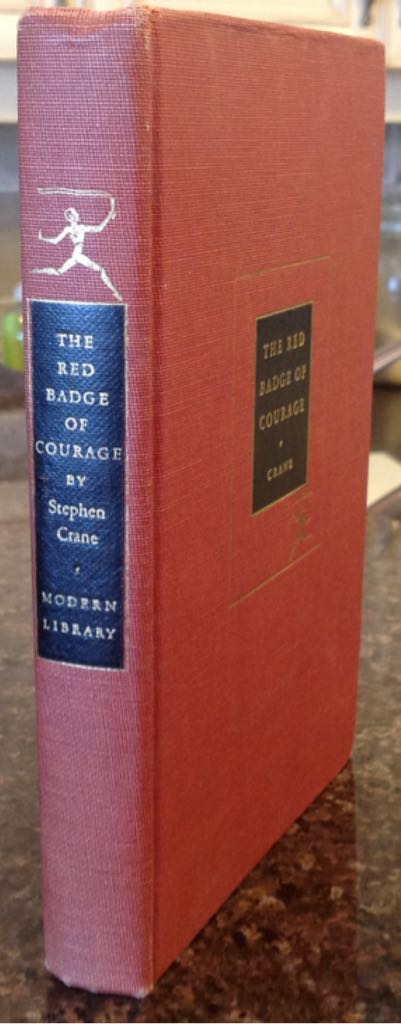 THE
RED
BADGE
OF
COURAGE
BY
Stephen
Crane
MODERN
LIBRARY
THE RED
BADGE OF
COURAGE
CRANE